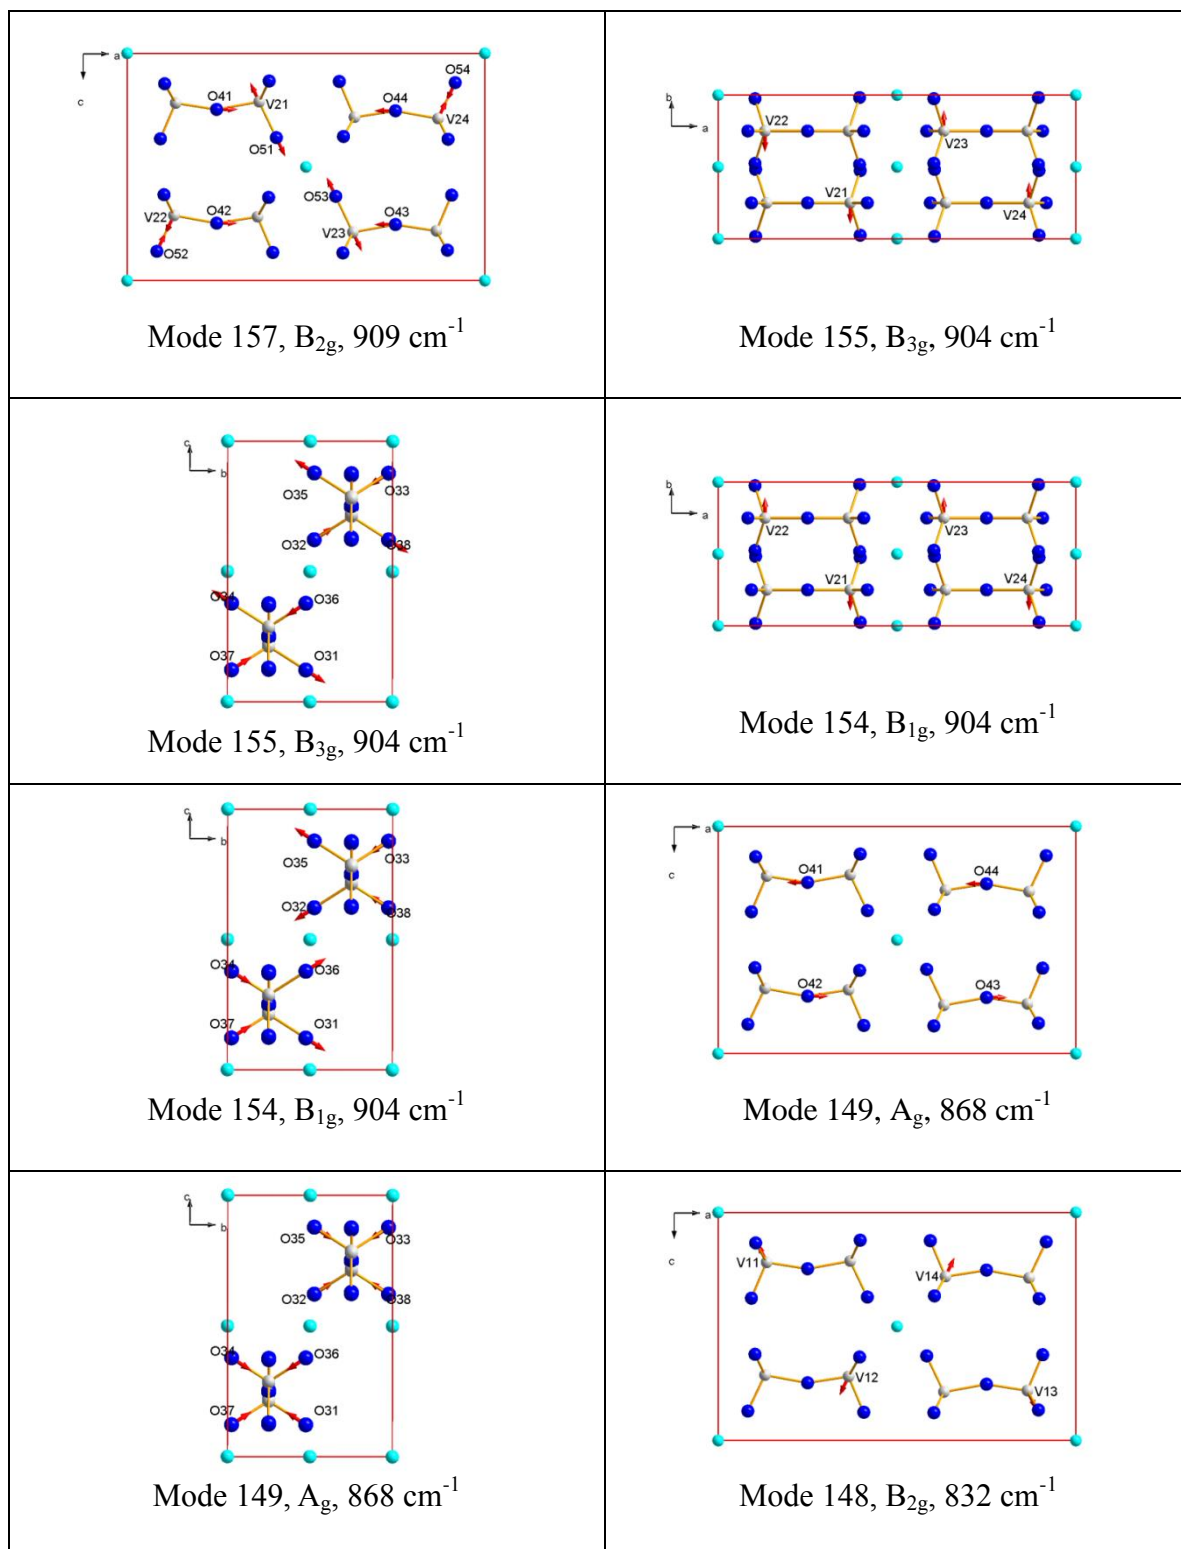 a
c
O41
V21
O51
O44
O54
V24
V22
O42
O52
O53
V23
O43
Mode 157, B2g, 909 cm-1
b
a
V22
V23
V21
V24
Mode 155, B3g, 904 cm-1
c
b
O35
O33
O32
O38
O34
O36
O37
O31
Mode 155, B3g, 904 cm-1
b
a
V22
V23
V21
V24
Mode 154, B1g, 904 cm-1
c
b
O35
O33
O32
O38
O34
O36
O37
O31
Mode 154, B1g, 904 cm-1
a
c
O41
O44
O42
O43
Mode 149, Ag, 868 cm-1
c
b
O35
O33
O32
O38
O34
O36
O37
O31
Mode 149, Ag, 868 cm-1
a
c
V11
V14
V12
V13
Mode 148, B2g, 832 cm-1